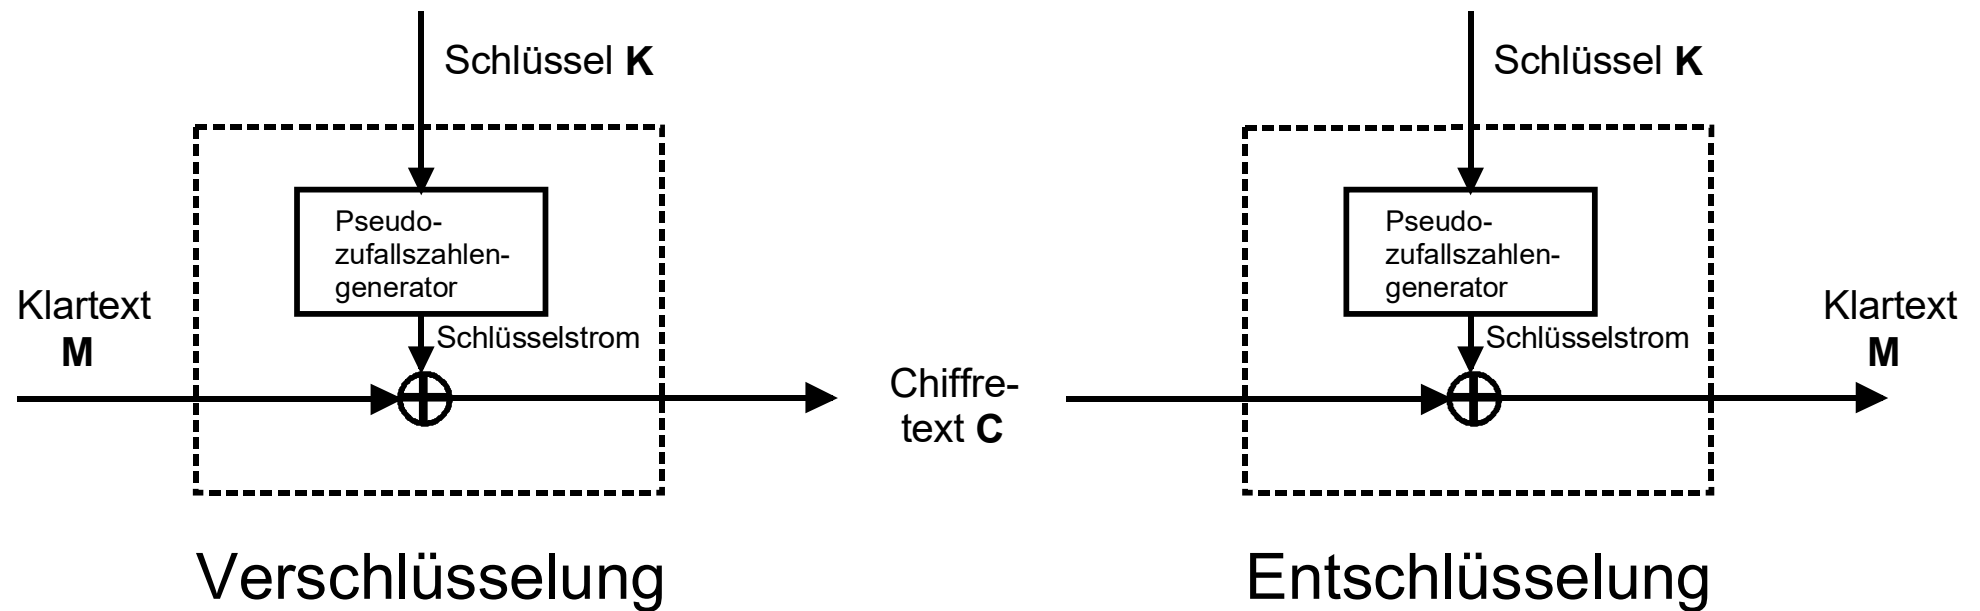 Schlüssel K
Pseudo-
zufallszahlen-
generator
Klartext
M
Schlüsselstrom
Verschlüsselung
Chiffre-
text C
Schlüssel K
Pseudo-
zufallszahlen-
generator
Schlüsselstrom
Klartext
M
Entschlüsselung